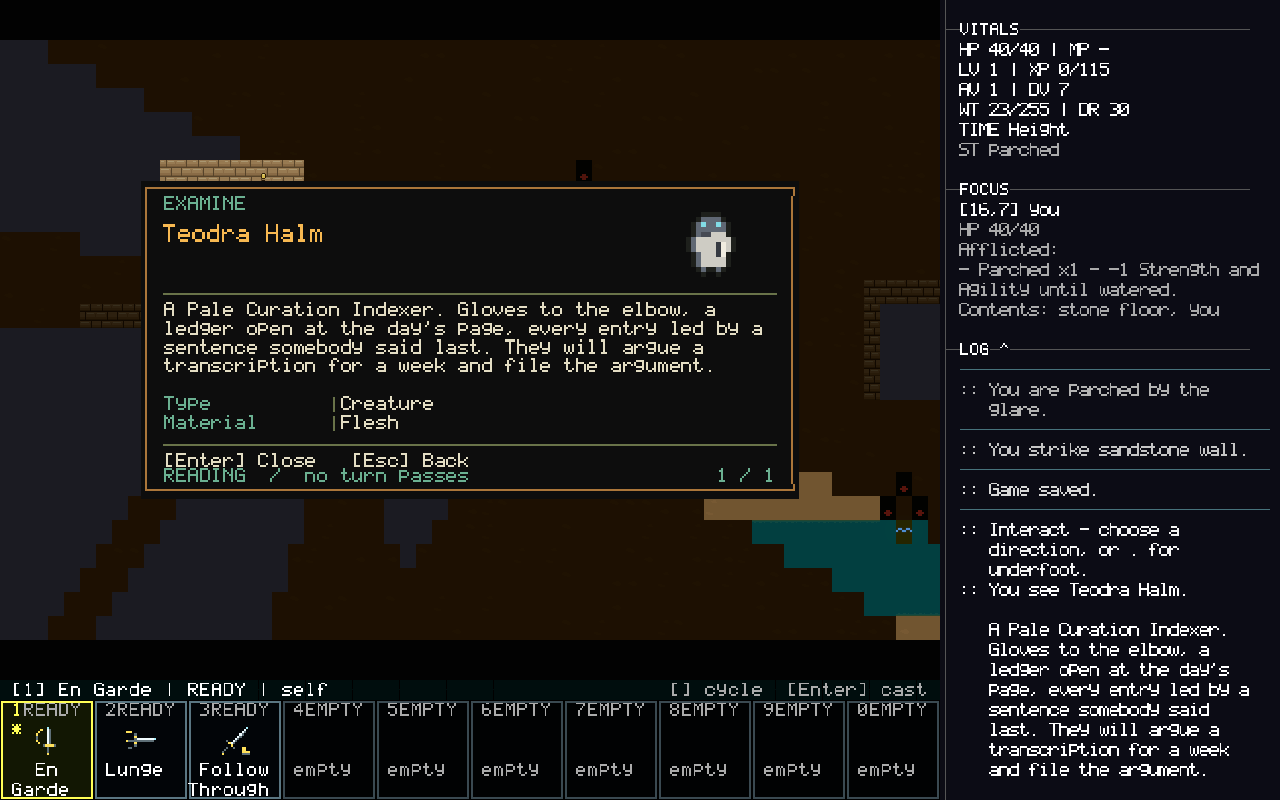 VITALS
HP 40/40 | MP -
LV 1 | XP 0/115
AV 1 | DV 7
WT 23/255 | DR 30
TIME Height
ST Parched
FOCUS
[16,7] You
HP 40/40
Afflicted:
- Parched x1 - -1 Strength and
Agility until watered.
Contents: stone floor, You
LOG ^
:: You are Parched by the
glare.
:: You strike sandstone wall.
:: Game saved.
:: Interact - choose a
direction, or . for
underfoot.
:: You see Teodra Halm.
A Pale Curation Indexer.
Gloves to the elbow, a
ledger open at the day's
page, every entry led by a
sentence somebody said
last. They will argue a
transcription for a week
and file the argument.
EXAMINE
Teodra Halm
A Pale Curation Indexer. Gloves to the elbow, a
ledger open at the day's page, every entry led by a
sentence somebody said last. They will argue a
transcription for a week and file the argument.
Type |Creature
Material |Flesh
[Enter] Close [Esc] Back
READING / no turn passes 1 / 1
[1] En Garde | READY | self [] cycle [Enter] cast
1READY 2READY 3READY 4EMPTY 5EMPTY 6EMPTY 7EMPTY 8EMPTY 9EMPTY 0EMPTY
*
En Garde
Lunge
Follow Through
empty empty empty empty empty empty empty